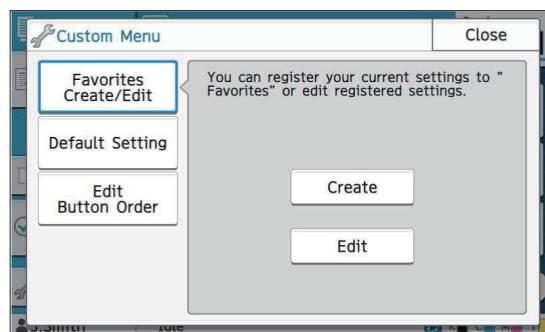 Custom Menu
Close
Favorites
Create/Edit
You can register your current settings to "
Favorites" or edit registered settings.
Default Setting
Edit
Button Order
Create
Edit
J.Smith Idle
K C M